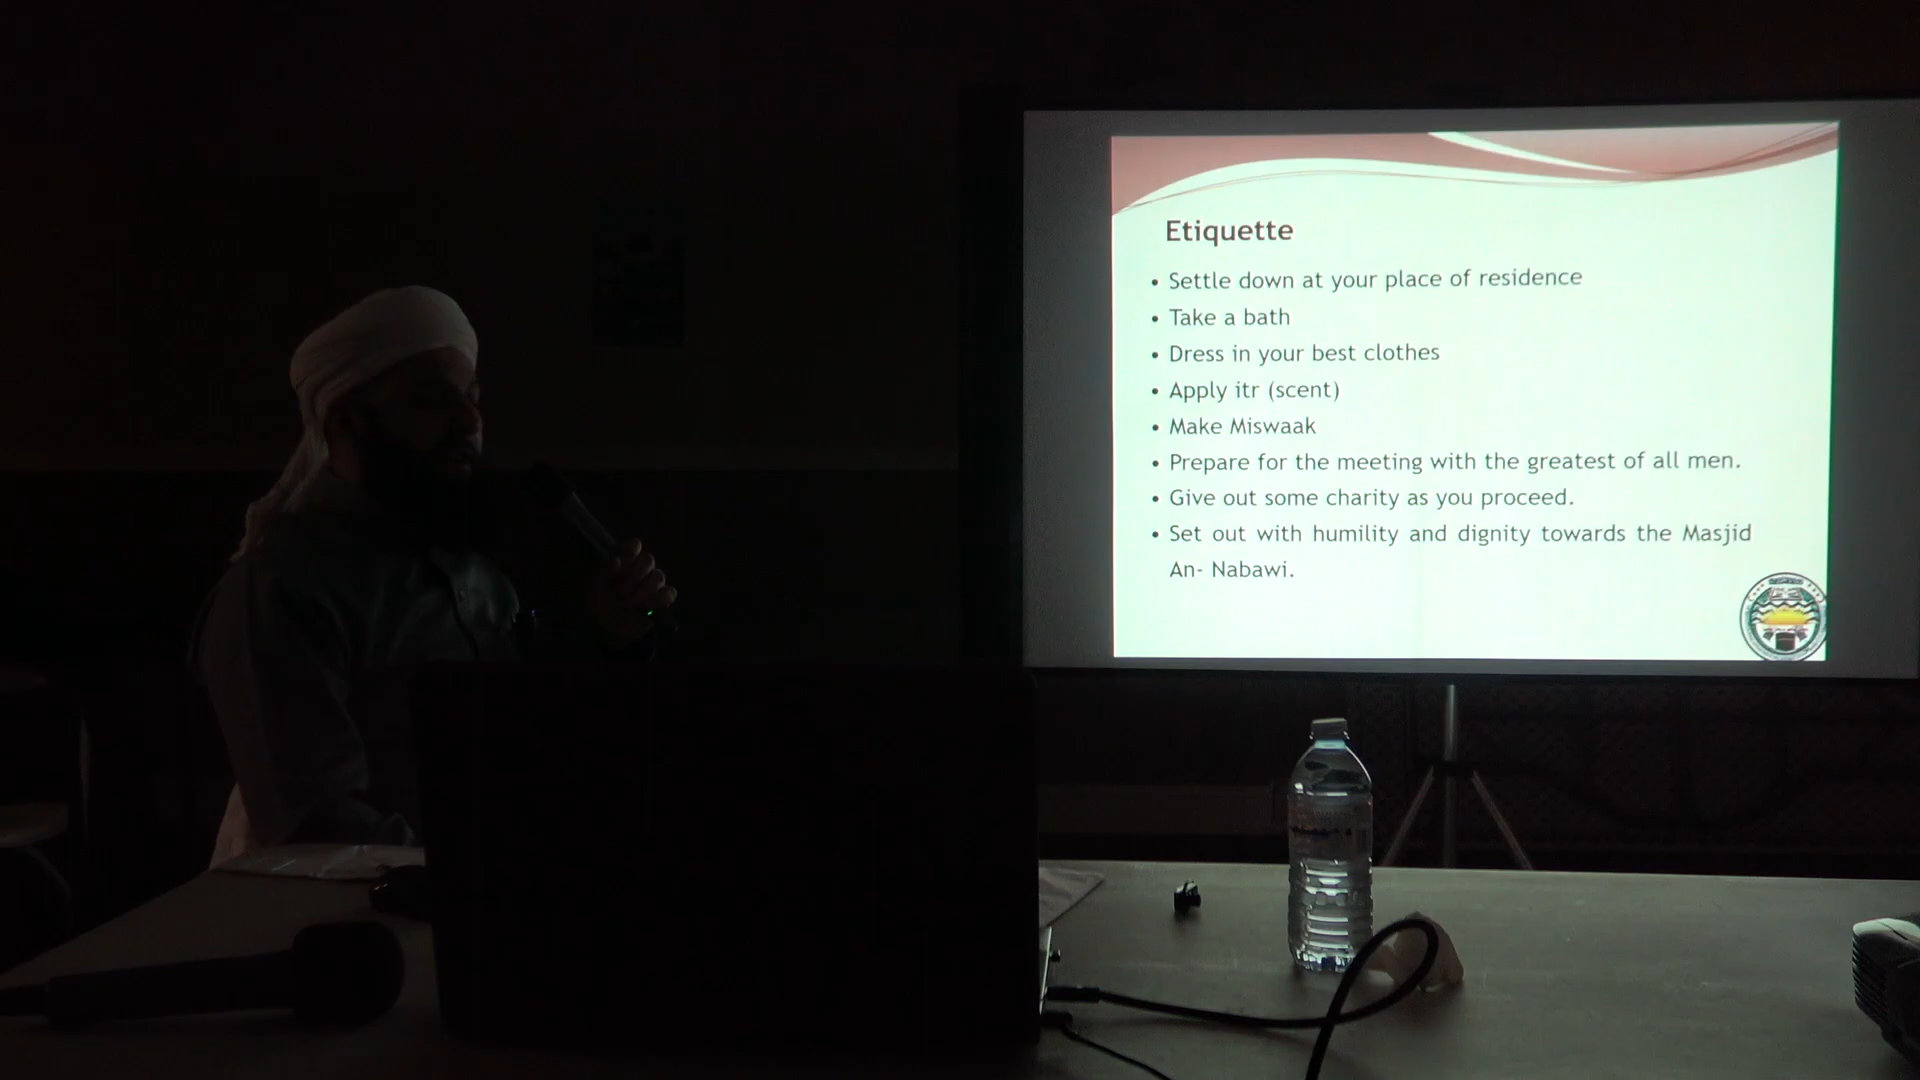 Etiquette
• Settle down at your place of residence
• Take a bath
• Dress in your best clothes
• Apply itr (scent)
• Make Miswaak
• Prepare for the meeting with the greatest of all men.
• Give out some charity as you proceed.
• Set out with humility and dignity towards the Masjid
An- Nabawi.